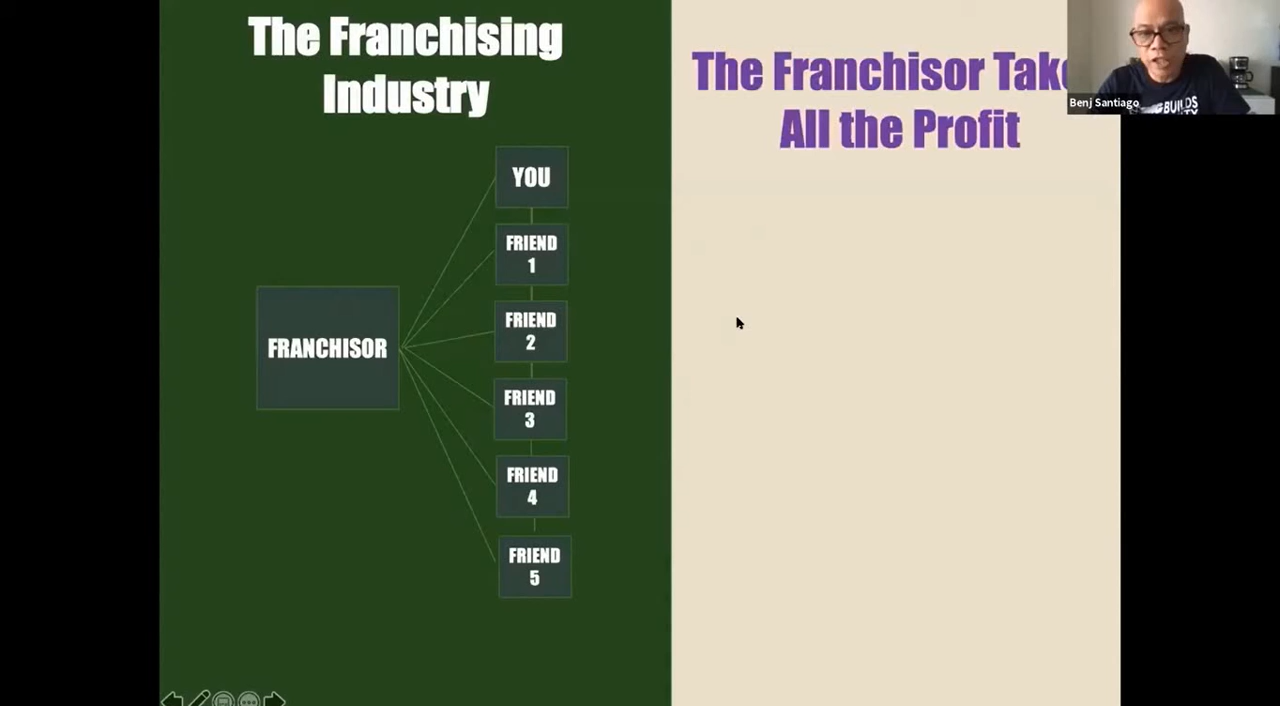 The Franchising
Industry
YOU
FRIEND
1
FRIEND
2
FRANCHISOR
FRIEND
3
FRIEND
4
FRIEND
5
The Franchisor
All the Profit
Benj Santiago